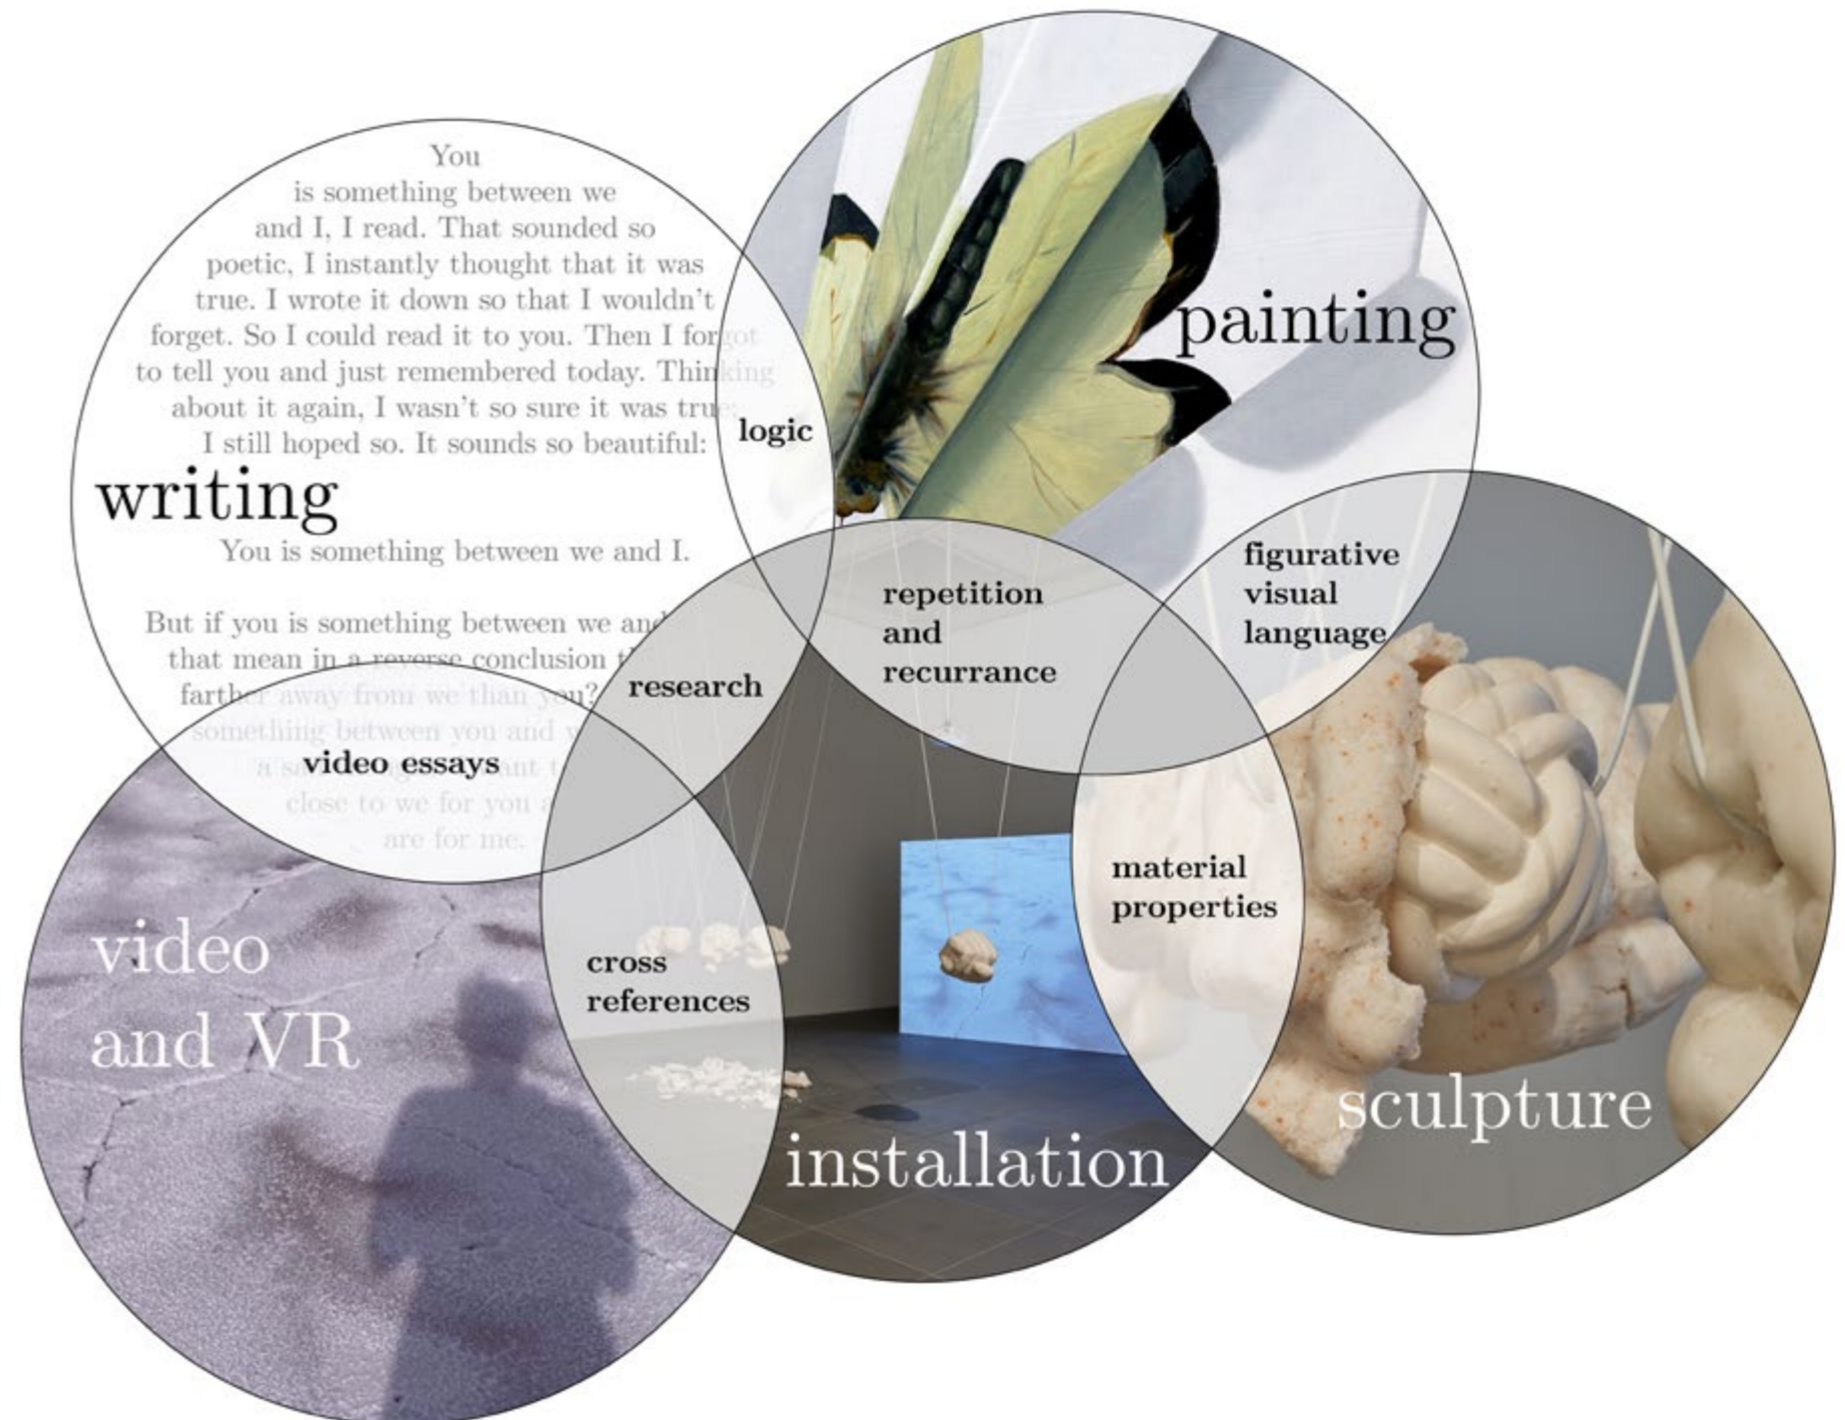 You
is something between we
and I, I read. That sounded so
poetic, I instantly thought that it was
true. I wrote it down so that I wouldn't
forget. So I could read it to you. Then I forgot
to tell you and just remembered today. Thinking
about it again, I wasn't so sure it was true;
I still hoped so. It sounds so beautiful:
writing
You is something between we and I.
But if you is something between we and
that mean in a reverse conclusion
farther away from we than you?
something between you and
close to we for you
are for me.
logic
painting
figurative
visual
language
repetition
and
recurrance
research
video essays
video
and VR
cross
references
material
properties
installation
sculpture